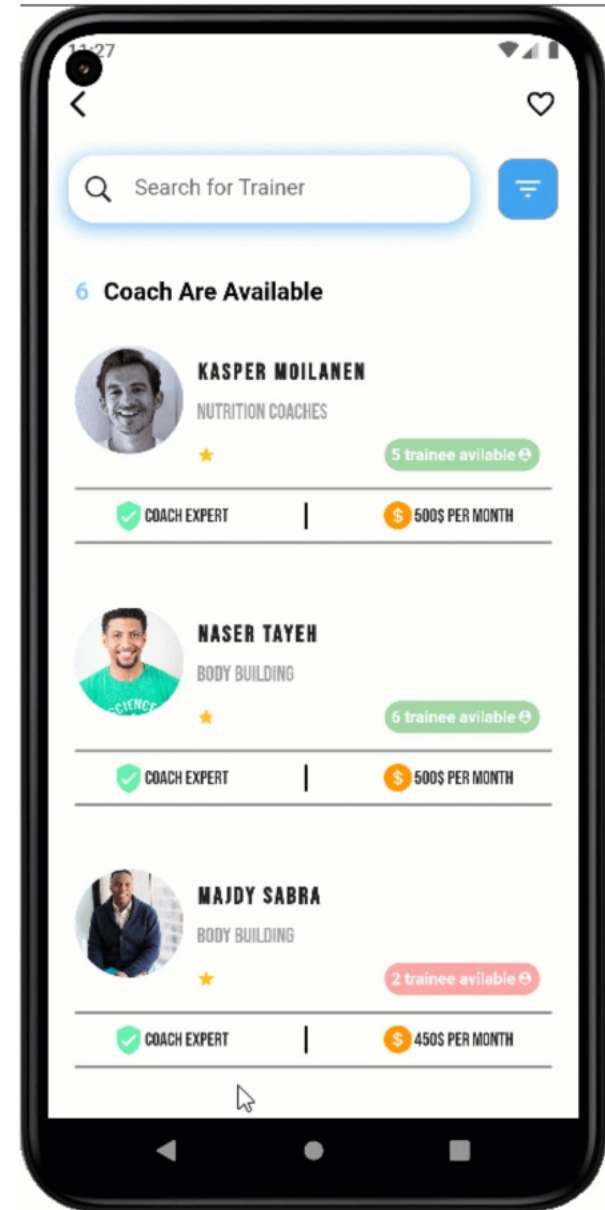 11:27
Search for Trainer
6 Coach Are Available
KASPER MOILANEN
NUTRITION COACHES
5 trainee avilable
COACH EXPERT | 500$ PER MONTH
NASER TAYEH
BODY BUILDING
SCIENCE
6 trainee avilable
COACH EXPERT | 500$ PER MONTH
MAJDY SABRA
BODY BUILDING
2 trainee avilable
COACH EXPERT | 450$ PER MONTH